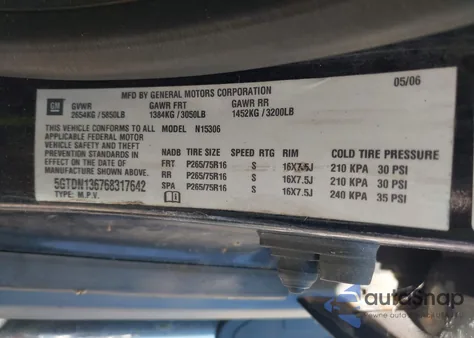 MFD BY GENERAL MOTORS CORPORATION
05/06
GM
GVWR GAWR FRT GAWR RR
2654KG / 5850LB 1384KG / 3050LB 1452KG / 3200LB
THIS VEHICLE CONFORMS TO ALL MODEL N15306
APPLICABLE FEDERAL MOTOR
VEHICLE SAFETY AND THEFT
PREVENTION STANDARDS IN
EFFECT ON THE DATE OF
MANUFACTURE SHOWN ABOVE.
5GTDN136768317642
TYPE: M.P.V.
NADB TIRE SIZE SPEED RTG RIM COLD TIRE PRESSURE
FRT P265/75R16 S 16X7.5J 210 KPA 30 PSI
RR P265/75R16 S 16X7.5J 210 KPA 30 PSI
SPA P265/75R16 S 16X7.5J 240 KPA 35 PSI
autoSnap